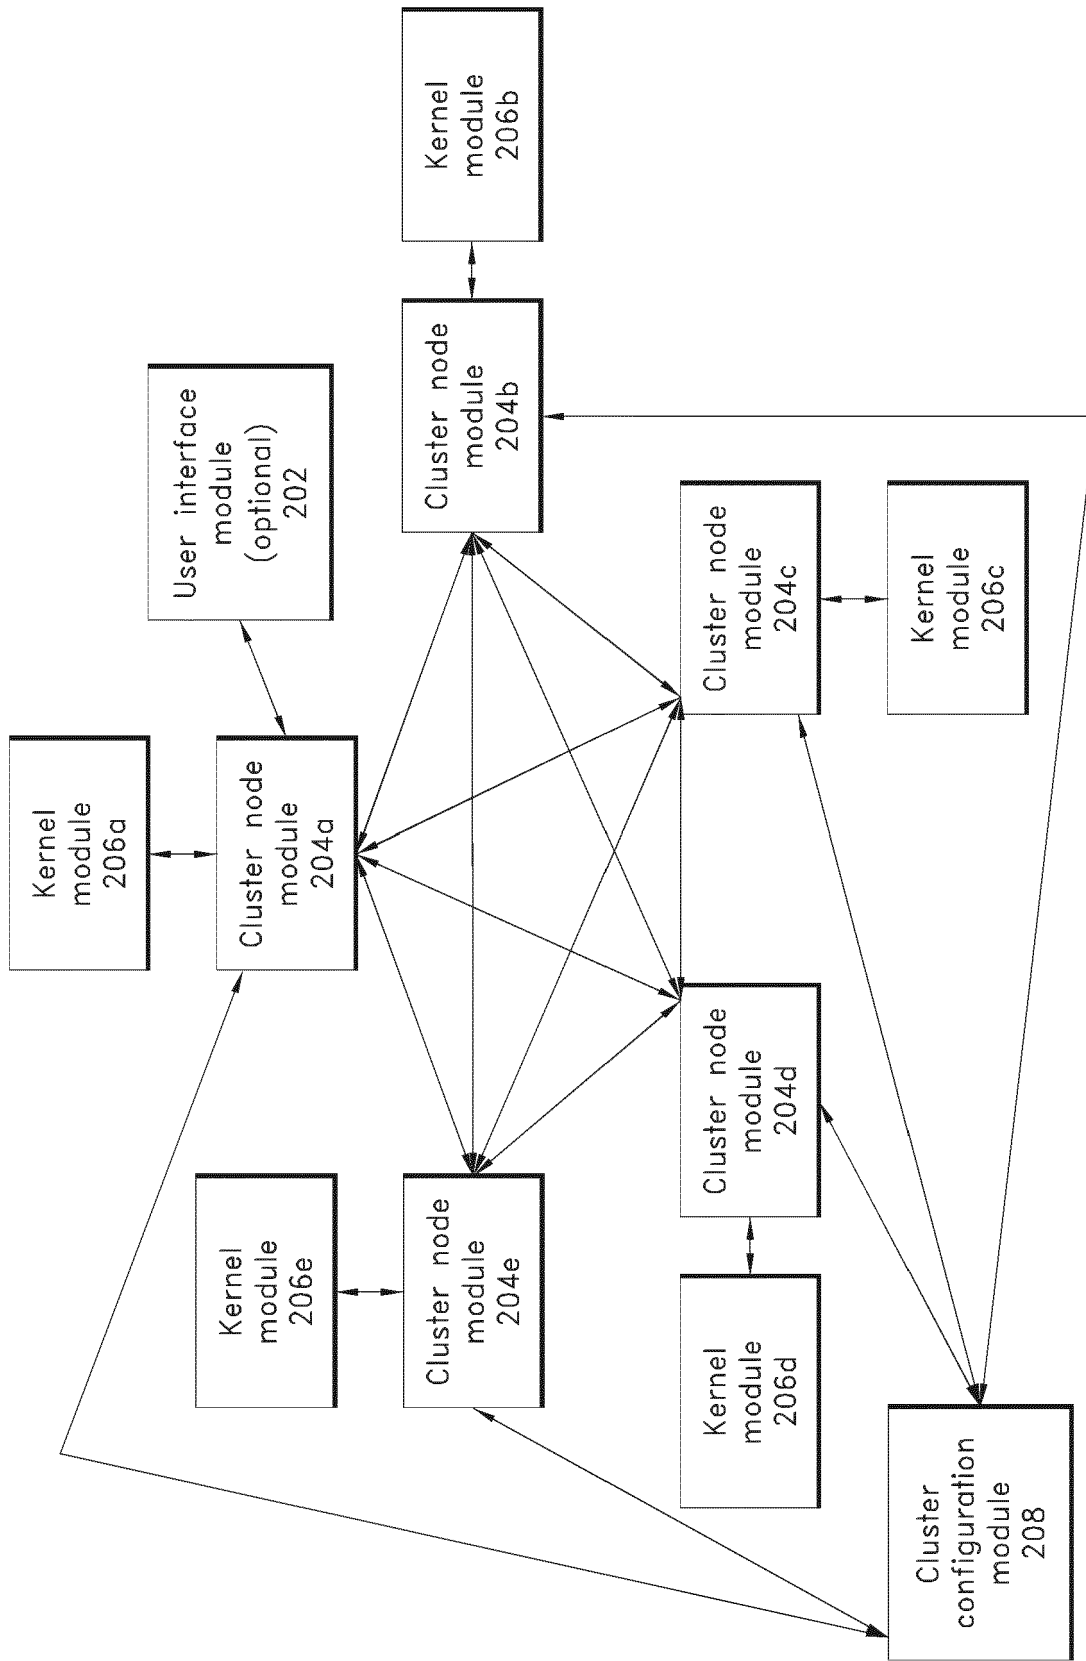 Kernel
module
206a
User interface
module
(optional)
202
Kernel
module
206e
Cluster node
module
204a
Cluster node
module
204e
Cluster node
module
204b
Kernel
module
206b
Kernel
module
206d
Cluster node
module
204d
Cluster node
module
204c
Cluster
configuration
module
208
Kernel
module
206c